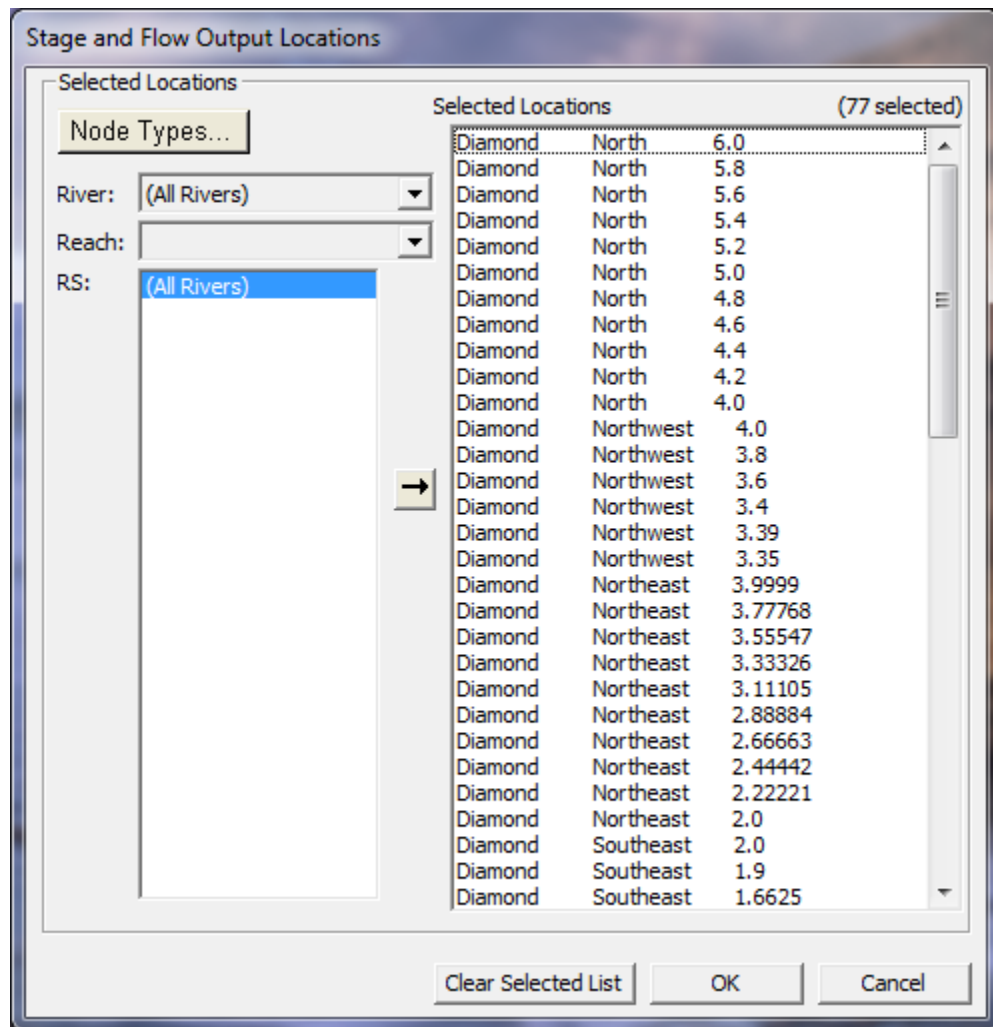 Stage and Flow Output Locations
Selected Locations
Node Types...
River: (All Rivers)
Reach:
RS: (All Rivers)
Selected Locations (77 selected)
Diamond North 6.0
Diamond North 5.8
Diamond North 5.6
Diamond North 5.4
Diamond North 5.2
Diamond North 5.0
Diamond North 4.8
Diamond North 4.6
Diamond North 4.4
Diamond North 4.2
Diamond North 4.0
Diamond Northwest 4.0
Diamond Northwest 3.8
Diamond Northwest 3.6
Diamond Northwest 3.4
Diamond Northwest 3.39
Diamond Northwest 3.35
Diamond Northeast 3.9999
Diamond Northeast 3.77768
Diamond Northeast 3.55547
Diamond Northeast 3.33326
Diamond Northeast 3.11105
Diamond Northeast 2.88884
Diamond Northeast 2.66663
Diamond Northeast 2.44442
Diamond Northeast 2.22221
Diamond Northeast 2.0
Diamond Southeast 2.0
Diamond Southeast 1.9
Diamond Southeast 1.6625
Clear Selected List OK Cancel